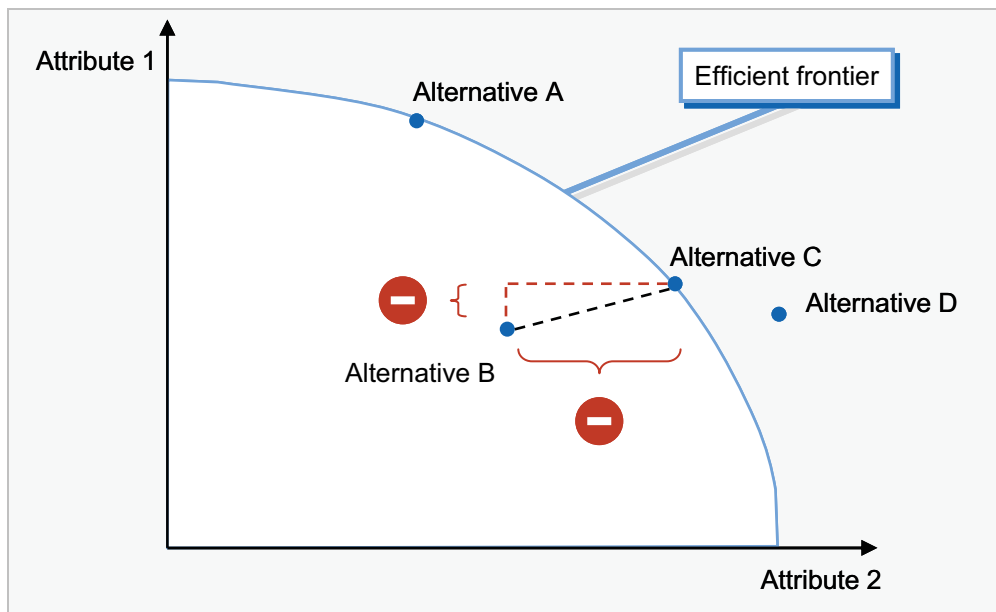 Attribute 1
Efficient frontier
Alternative A
Alternative C
Alternative D
Alternative B
Attribute 2